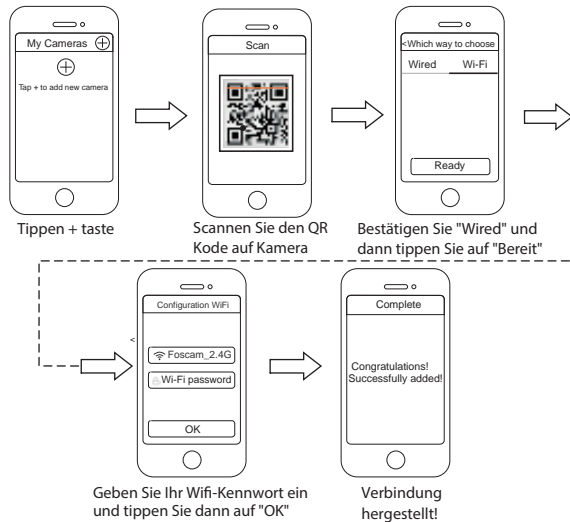 My Cameras
Tap + to add new camera
Tippen + taste
Scan
Scannen Sie den QR
Kode auf Kamera
<Which way to choose
Wired Wi-Fi
Ready
Bestätigen Sie "Wired" und
dann tippen Sie auf "Bereit"
Configuration WiFi
<
Foscam_2.4G
Wi-Fi password
OK
Geben Sie Ihr Wifi-Kennwort ein
und tippen Sie dann auf "OK"
Complete
Congratulations!
Successfully added!
Verbindung
hergestellt!